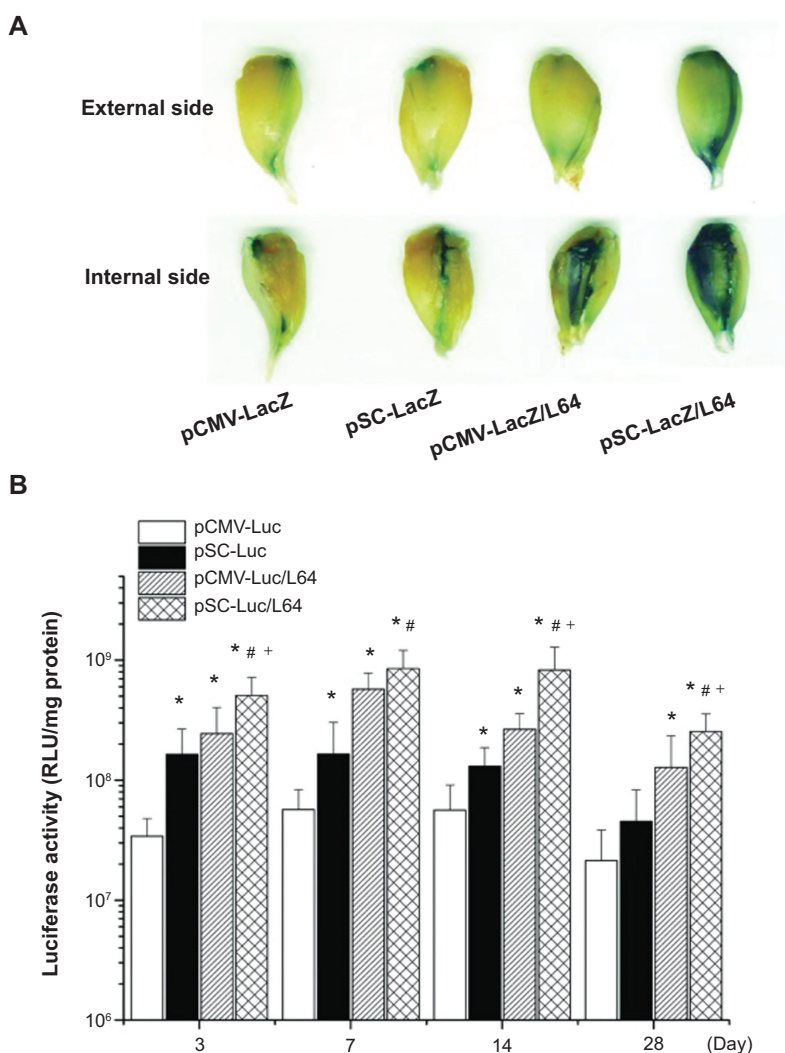 A
External side
Internal side
pCMV-LacZ
pSC-LacZ
pCMV-LacZ/L64
pSC-LacZ/L64
B
pCMV-Luc
pSC-Luc
pCMV-Luc/L64
pSC-Luc/L64
Luciferase activity (RLU/mg protein)
10⁹
10⁸
10⁷
10⁶
* * * # +
* * * #
* * * # +
* * # +
3 7 14 28 (Day)